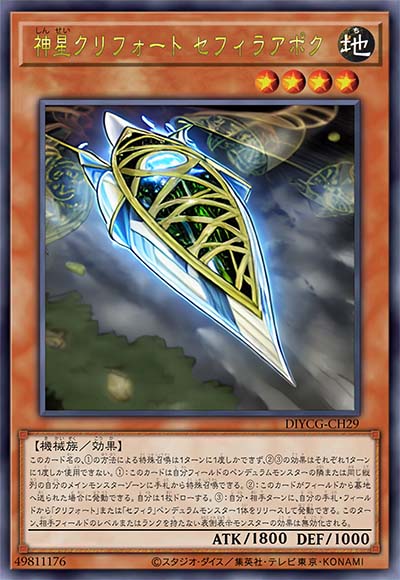 神星クリフォート セフィラアポク
地
DIYCG-CH29
【機械族／効果】
このカード名の、①の方法による特殊召喚は1ターンに1度しかできず、②③の効果はそれぞれ1ターン
に1度しか使用できない。①：このカードは自分フィールドのペンデュラムモンスターの隣または同じ縦
列の自分のメインモンスターゾーンに手札から特殊召喚できる。②：このカードがフィールドから墓地
へ送られた場合に発動できる。自分は1枚ドローする。③：自分・相手ターンに、自分の手札・フィール
ドから「クリフォート」または「セフィラ」ペンデュラムモンスター1体をリリースして発動できる。このター
ン、相手フィールドのレベルまたはランクを持たない表側表示モンスターの効果は無効化される。
ATK/1800 DEF/1000
49811176
©スタジオ・ダイス／集英社・テレビ東京・KONAMI